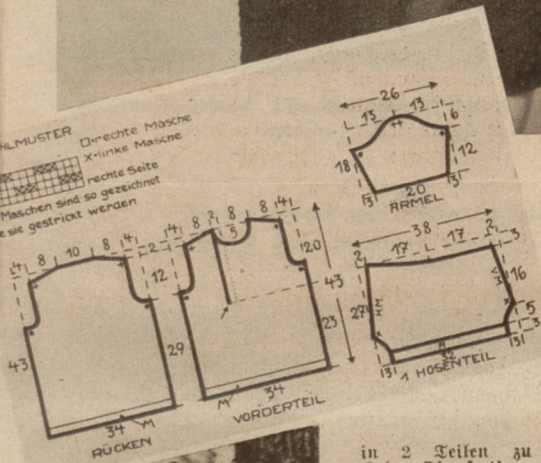 HLMUSTER
□-rechte Masche
X-linke Masche
rechte Seite
Maschen sind so gezeichnet
sie gestrickt werden
26
13 13
6
18 12
3 20 3
ÄRMEL
4 8 10 8 4
2
12
43
29
34 M
RÜCKEN
4 8 2 8 8 4
5
20
43
23
M 34
VORDERTEIL
38
2 17 17 2
3
16
27
5
3
3 32 3
1 HOSENTEIL
in 2 Teilen zu